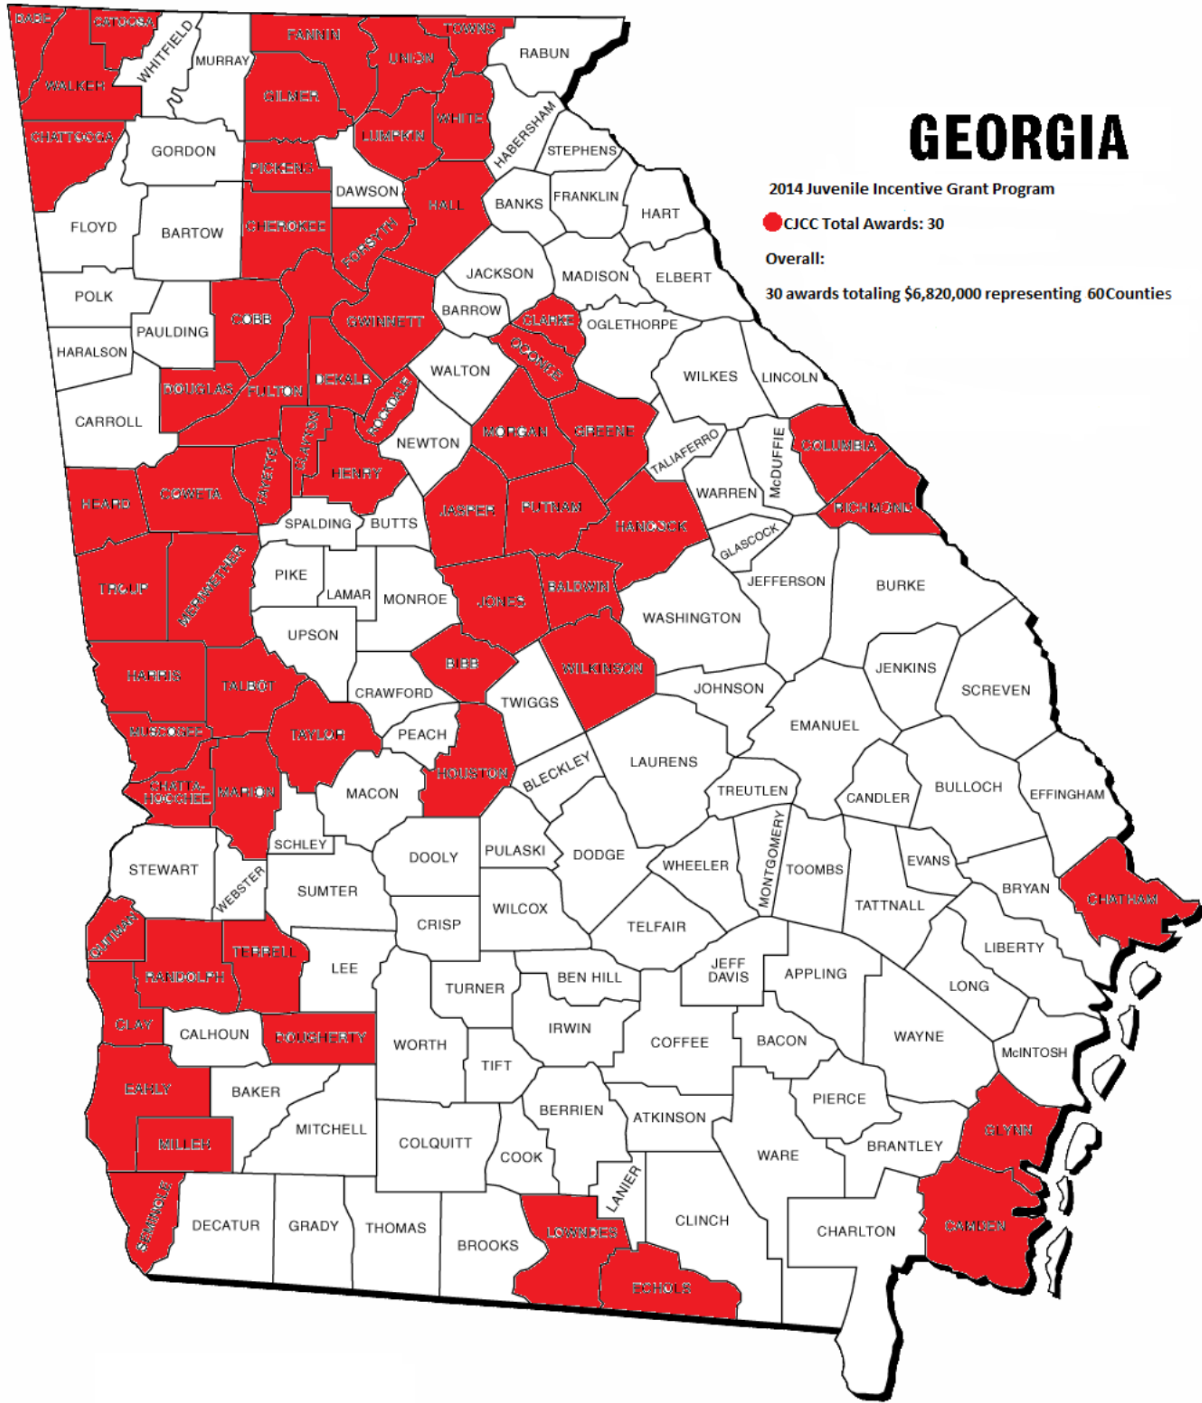 GEORGIA
2014 Juvenile Incentive Grant Program
CJCC Total Awards: 30
Overall:
30 awards totaling $6,820,000 representing 60Counties
DADE
CATOOSA
WHITFIELD
MURRAY
FANNIN
UNION
TOWNS
RABUN
WALKER
GILMER
WHITE
LUMPKIN
HABERSHAM
STEPHENS
CHATTOOGA
GORDON
PICKENS
DAWSON
HALL
BANKS
FRANKLIN
HART
FLOYD
BARTOW
CHEROKEE
FORSYTH
JACKSON
MADISON
ELBERT
POLK
PAULDING
COBB
GWINNETT
BARROW
CLARKE
OGLETHORPE
HARALSON
OCONEE
WALTON
WILKES
LINCOLN
DOUGLAS
FULTON
DEKALB
ROCKDALE
CARROLL
NEWTON
MORGAN
GREENE
TALIAFERRO
McDUFFIE
COLUMBIA
CLAYTON
FAYETTE
HENRY
HEARD
COWETA
SPALDING
BUTTS
JASPER
PUTNAM
HANCOCK
WARREN
RICHMOND
GLASCOCK
TROUP
MERIWETHER
PIKE
LAMAR
MONROE
JONES
BALDWIN
WASHINGTON
JEFFERSON
BURKE
UPSON
BIBB
WILKINSON
JENKINS
SCREVEN
HARRIS
TALBOT
CRAWFORD
TWIGGS
JOHNSON
EMANUEL
MUSCOGEE
TAYLOR
PEACH
HOUSTON
BLECKLEY
LAURENS
CHATTA-
HOOCHEE
MARION
MACON
TREUTLEN
CANDLER
BULLOCH
EFFINGHAM
SCHLEY
DOOLY
PULASKI
DODGE
WHEELER
MONTGOMERY
TOOMBS
EVANS
STEWART
WEBSTER
SUMTER
CRISP
WILCOX
TELFAIR
TATTNALL
BRYAN
CHATHAM
QUITMAN
RANDOLPH
TERRELL
LEE
TURNER
BEN HILL
JEFF
DAVIS
APPLING
LIBERTY
LONG
CLAY
CALHOUN
DOUGHERTY
WORTH
TIFT
IRWIN
COFFEE
BACON
WAYNE
McINTOSH
EARLY
BAKER
MITCHELL
BERRIEN
ATKINSON
PIERCE
MILLER
COLQUITT
COOK
WARE
BRANTLEY
GLYNN
SEMINOLE
DECATUR
GRADY
THOMAS
BROOKS
LOWNDES
LANIER
CLINCH
CHARLTON
CAMDEN
ECHOLS